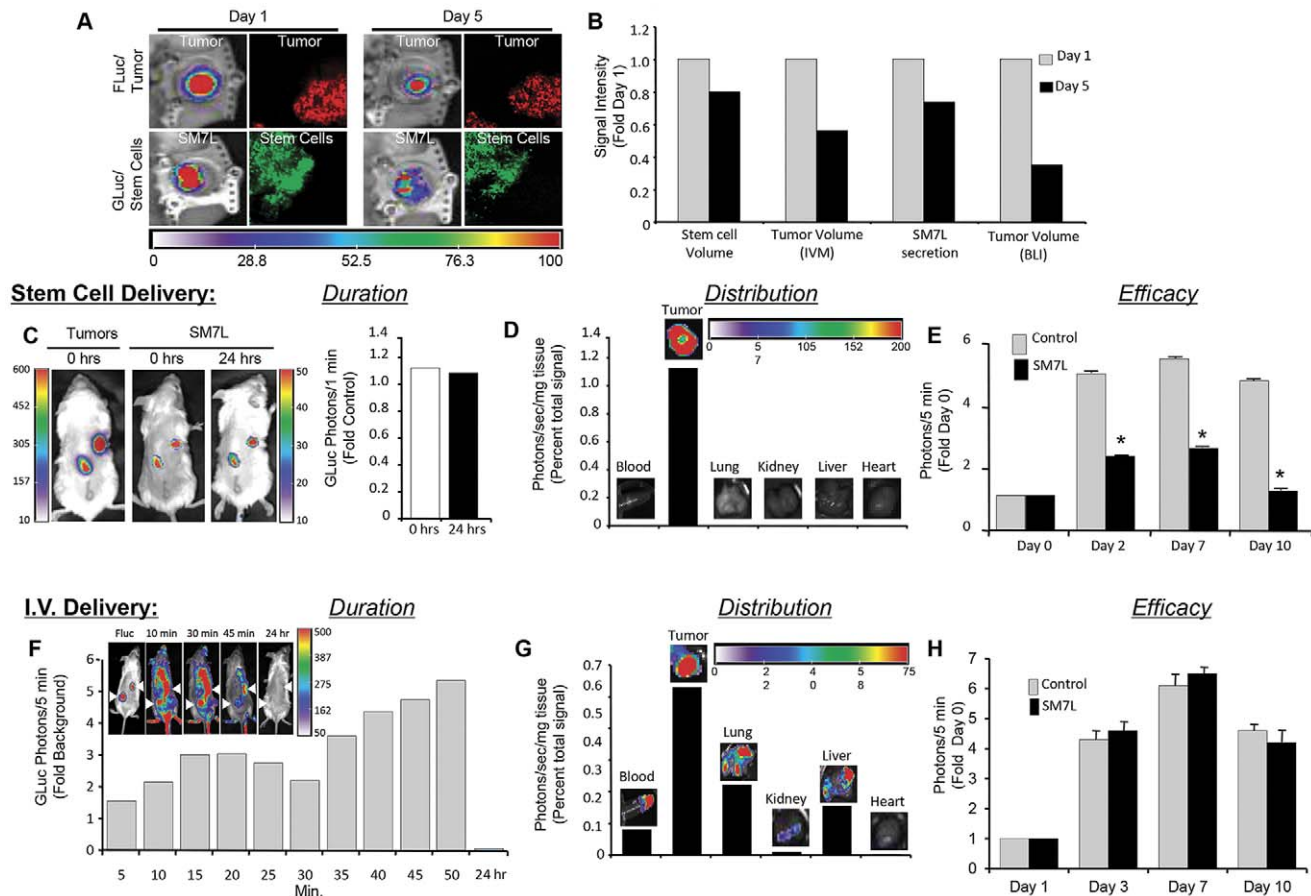 A
Day 1
Day 5
FLuc/
Tumor
Tumor
Tumor
Tumor
Tumor
GLuc/
Stem Cells
SM7L
Stem Cells
SM7L
Stem Cells
0 28.8 52.5 76.3 100
B
Signal Intensity
(Fold Day 1)
1.2
1.0
0.8
0.6
0.4
0.2
0
Day 1
Day 5
Stem cell
Volume
Tumor Volume
(IVM)
SM7L
secretion
Tumor Volume
(BLI)
Stem Cell Delivery:
Duration
Distribution
Efficacy
C
Tumors
SM7L
0 hrs
0 hrs
24 hrs
600
452
305
157
10
50
40
30
20
10
GLuc Photons/1 min
(Fold Control)
1.4
1.2
1.0
0.8
0.6
0.4
0.2
0
0 hrs
24 hrs
D
Photons/sec/mg tissue
(Percent total signal)
1.4
1.2
1.0
0.8
0.6
0.4
0.2
0
Tumor
0 5 105 152 200
7
Blood
Lung
Kidney
Liver
Heart
E
Photons/5 min
(Fold Day 0)
6
4
2
0
Control
SM7L
*
*
*
Day 0
Day 2
Day 7
Day 10
I.V. Delivery:
Duration
Distribution
Efficacy
F
Fluc
10 min
30 min
45 min
24 hr
500
387
275
162
50
GLuc Photons/5 min
(Fold Background)
6
5
4
3
2
1
0
5 10 15 20 25 30 35 40 45 50 24 hr
Min.
G
Photons/sec/mg tissue
(Percent total signal)
0.7
0.6
0.5
0.4
0.3
0.2
0.1
0
Tumor
0 2 4 5 75
2 0 8
Blood
Lung
Kidney
Liver
Heart
H
Photons/5 min
(Fold Day 0)
7
6
5
4
3
2
1
0
Control
SM7L
Day 1
Day 3
Day 7
Day 10